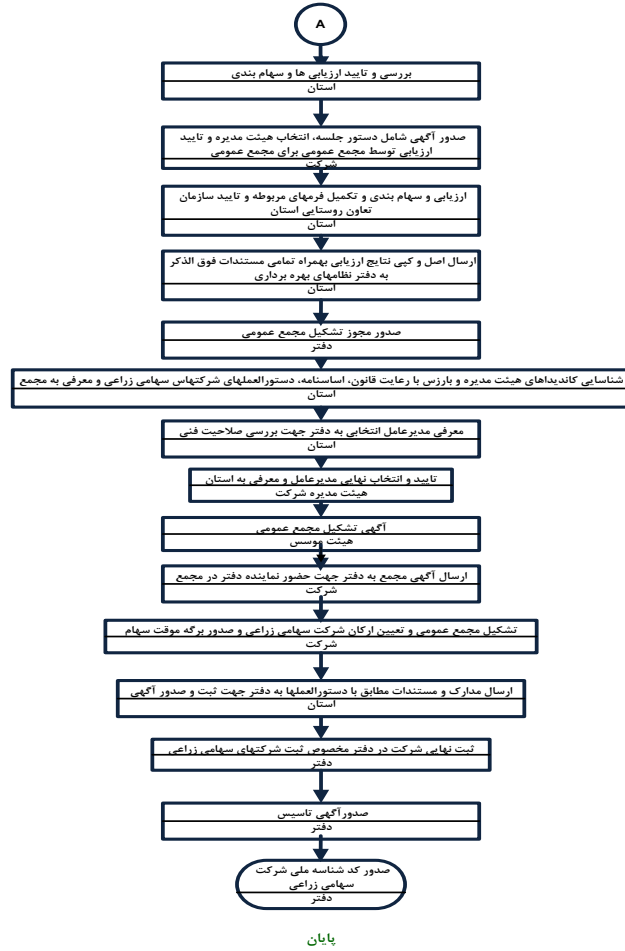 A
بررسی و تایید ارزیابی ها و سهام بندی
استان
صدور آگهی شامل دستور جلسه، انتخاب هیئت مدیره و تایید
ارزیابی توسط مجمع عمومی برای مجمع عمومی
شرکت
ارزیابی و سهام بندی و تکمیل فرمهای مربوطه و تایید سازمان
تعاون روستایی استان
استان
ارسال اصل و کپی نتایج ارزیابی بهمراه تمامی مستندات فوق الذکر
به دفتر نظامهای بهره برداری
استان
صدور مجوز تشکیل مجمع عمومی
دفتر
شناسایی کاندیداهای هیئت مدیره و بارزس با رعایت قانون، اساسنامه، دستورالعملهای شرکتهاس سهامی زراعی و معرفی به مجمع
استان
معرفی مدیرعامل انتخابی به دفتر جهت بررسی صلاحیت فنی
استان
تایید و انتخاب نهایی مدیرعامل و معرفی به استان
هیئت مدیره شرکت
آگهی تشکیل مجمع عمومی
هیئت موسس
ارسال آگهی مجمع به دفتر جهت حضور نماینده دفتر در مجمع
شرکت
تشکیل مجمع عمومی و تعیین ارکان شرکت سهامی زراعی و صدور برگه موقت سهام
شرکت
ارسال مدارک و مستندات مطابق با دستورالعملها به دفتر جهت ثبت و صدور آگهی
استان
ثبت نهایی شرکت در دفتر مخصوص ثبت شرکتهای سهامی زراعی
دفتر
صدورآگهی تاسیس
دفتر
صدور کد شناسه ملی شرکت
سهامی زراعی
دفتر
پایان